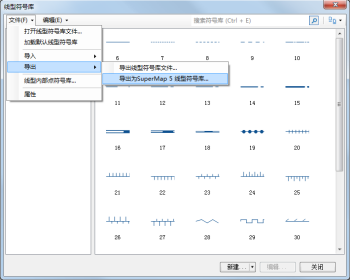 线型符号库
文件(F) 编辑(E) 搜索符号 (Ctrl + E)
打开线型符号库文件...
加载默认线型符号库
导入
导出
线型内部点符号库...
属性
导出线型符号库文件...
导出为SuperMap 5 线型符号库...
6 7 8 9 10
11 12 13 14 15
16 17 18 19 20
21 22 23 24 25
26 27 28 29 30
新建... 编辑... 关闭